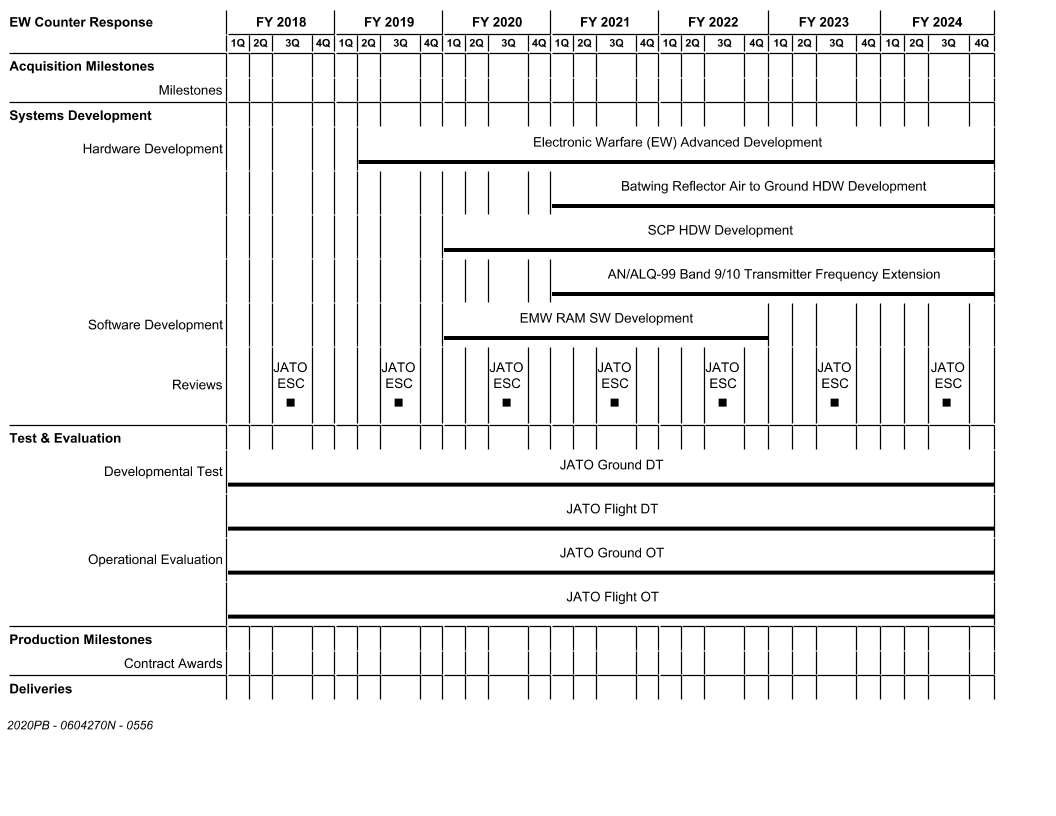 EW Counter Response FY 2018 FY 2019 FY 2020 FY 2021 FY 2022 FY 2023 FY 2024
1Q 2Q 3Q 4Q 1Q 2Q 3Q 4Q 1Q 2Q 3Q 4Q 1Q 2Q 3Q 4Q 1Q 2Q 3Q 4Q 1Q 2Q 3Q 4Q 1Q 2Q 3Q 4Q
Acquisition Milestones
Milestones
Systems Development
Hardware Development Electronic Warfare (EW) Advanced Development
Batwing Reflector Air to Ground HDW Development
SCP HDW Development
AN/ALQ-99 Band 9/10 Transmitter Frequency Extension
Software Development EMW RAM SW Development
Reviews JATO JATO JATO JATO JATO JATO JATO
ESC ESC ESC ESC ESC ESC ESC
Test & Evaluation
Developmental Test JATO Ground DT
JATO Flight DT
Operational Evaluation JATO Ground OT
JATO Flight OT
Production Milestones
Contract Awards
Deliveries
2020PB - 0604270N - 0556